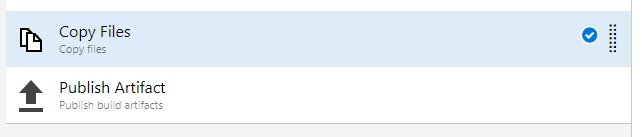 Copy Files
Copy files
Publish Artifact
Publish build artifacts